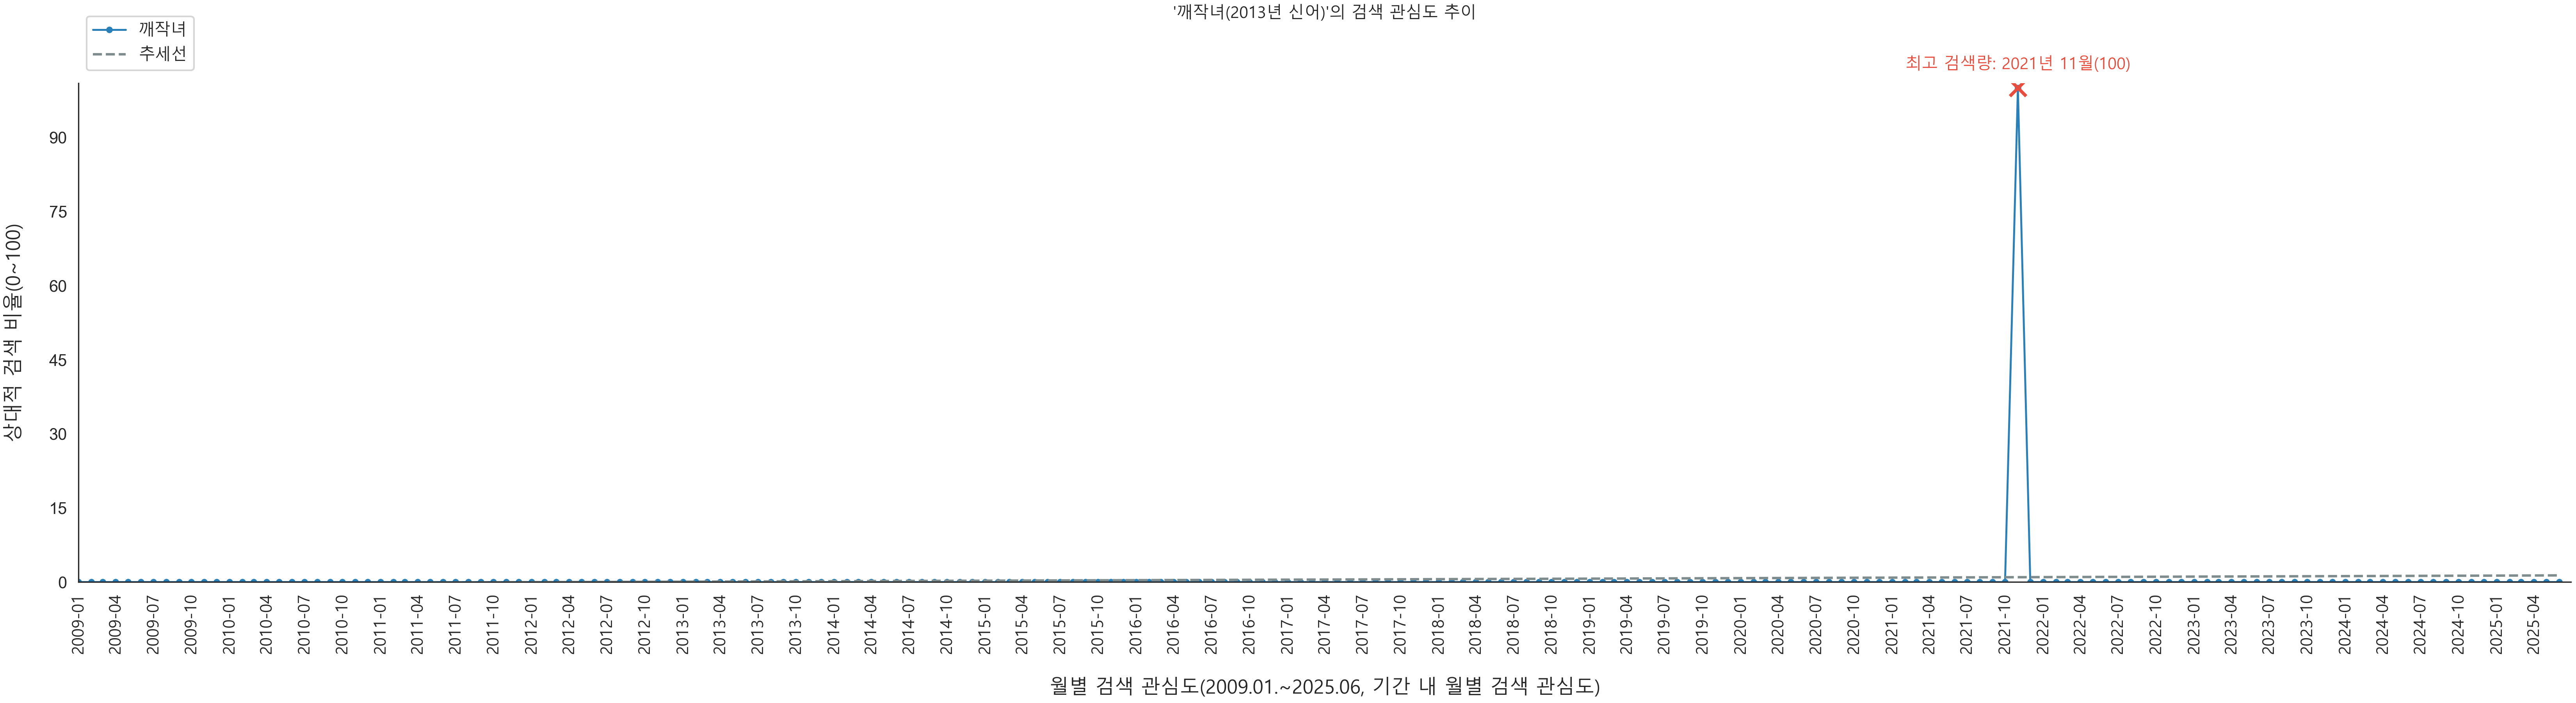 '깨작녀(2013년 신어)'의 검색 관심도 추이
깨작녀
추세선
최고 검색량: 2021년 11월(100)
상대적 검색 비율(0~100)
90
75
60
45
30
15
0
2009-01 2009-04 2009-07 2009-10 2010-01 2010-04 2010-07 2010-10 2011-01 2011-04 2011-07 2011-10 2012-01 2012-04 2012-07 2012-10 2013-01 2013-04 2013-07 2013-10 2014-01 2014-04 2014-07 2014-10 2015-01 2015-04 2015-07 2015-10 2016-01 2016-04 2016-07 2016-10 2017-01 2017-04 2017-07 2017-10 2018-01 2018-04 2018-07 2018-10 2019-01 2019-04 2019-07 2019-10 2020-01 2020-04 2020-07 2020-10 2021-01 2021-04 2021-07 2021-10 2022-01 2022-04 2022-07 2022-10 2023-01 2023-04 2023-07 2023-10 2024-01 2024-04 2024-07 2024-10 2025-01 2025-04
월별 검색 관심도(2009.01.~2025.06, 기간 내 월별 검색 관심도)